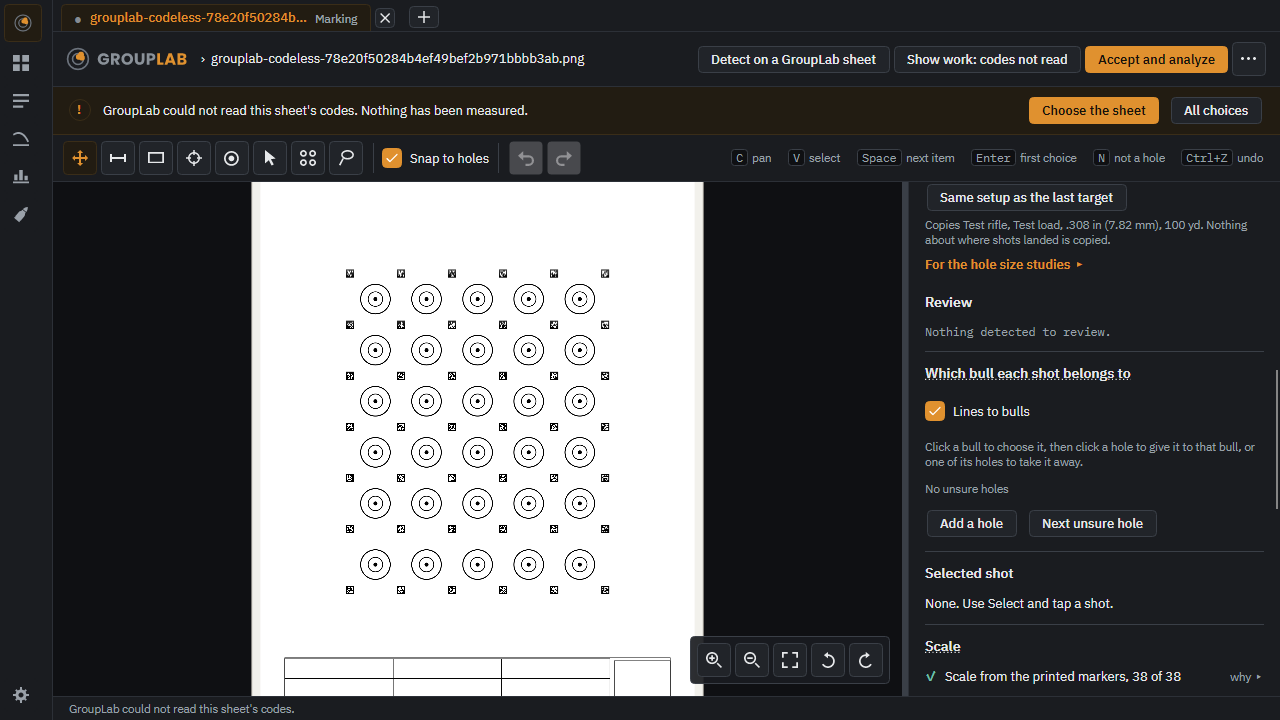 grouplab-codeless-78e20f50284b... Marking
GROUPLAB › grouplab-codeless-78e20f50284b4ef49bef2b971bbbb3ab.png
Detect on a GroupLab sheet
Show work: codes not read
Accept and analyze
! GroupLab could not read this sheet's codes. Nothing has been measured.
Choose the sheet
All choices
Snap to holes
C pan
V select
Space next item
Enter first choice
N not a hole
Ctrl+Z undo
Same setup as the last target
Copies Test rifle, Test load, .308 in (7.82 mm), 100 yd. Nothing
about where shots landed is copied.
For the hole size studies ▸
Review
Nothing detected to review.
Which bull each shot belongs to
Lines to bulls
Click a bull to choose it, then click a hole to give it to that bull, or
one of its holes to take it away.
No unsure holes
Add a hole
Next unsure hole
Selected shot
None. Use Select and tap a shot.
Scale
✓ Scale from the printed markers, 38 of 38
why ▸
GroupLab could not read this sheet's codes.